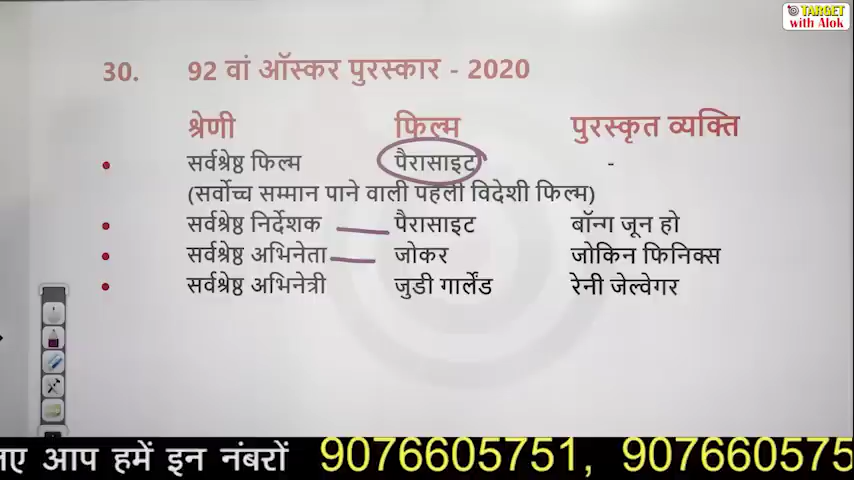 TARGET
with Alok
30. 92 वां ऑस्कर पुरस्कार - 2020
श्रेणी फिल्म पुरस्कृत व्यक्ति
सर्वश्रेष्ठ फिल्म पैरासाइट -
(सर्वोच्च सम्मान पाने वाली पहली विदेशी फिल्म)
सर्वश्रेष्ठ निर्देशक पैरासाइट बॉन्ग जून हो
सर्वश्रेष्ठ अभिनेता जोकर जोकिन फिनिक्स
सर्वश्रेष्ठ अभिनेत्री जुडी गार्लेंड रेनी जेल्वेगर
आप हमें इन नंबरों 9076605751, 907660575